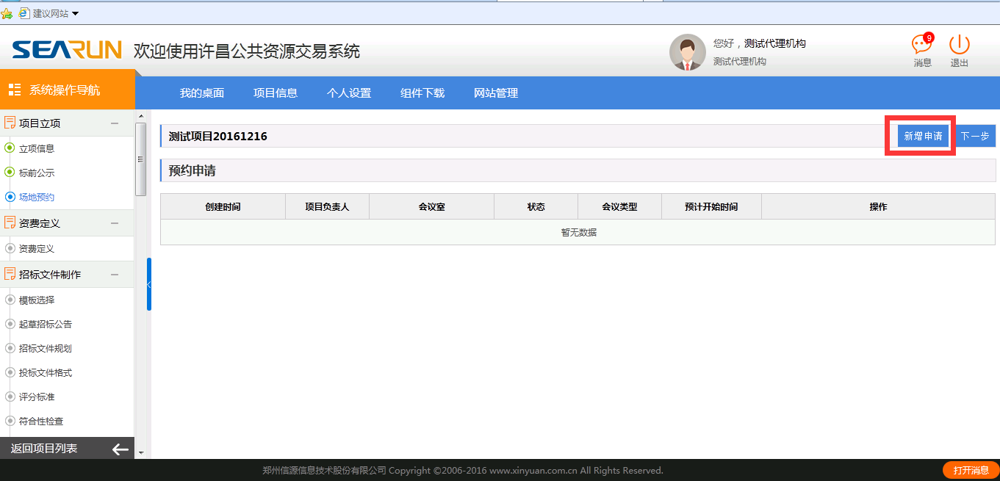 建议网站
SEARUN 欢迎使用许昌公共资源交易系统
您好，测试代理机构
测试代理机构
9
消息
退出
系统操作导航
我的桌面 项目信息 个人设置 组件下载 网站管理
项目立项
立项信息
标前公示
场地预约
资费定义
资费定义
招标文件制作
模板选择
起草招标公告
招标文件规划
投标文件格式
评分标准
符合性检查
返回项目列表
测试项目20161216
新增申请 下一步
预约申请
创建时间 项目负责人 会议室 状态 会议类型 预计开始时间 操作
暂无数据
郑州信源信息技术股份有限公司 Copyright ©2006-2016 www.xinyuan.com.cn All Rights Reserved.
打开消息